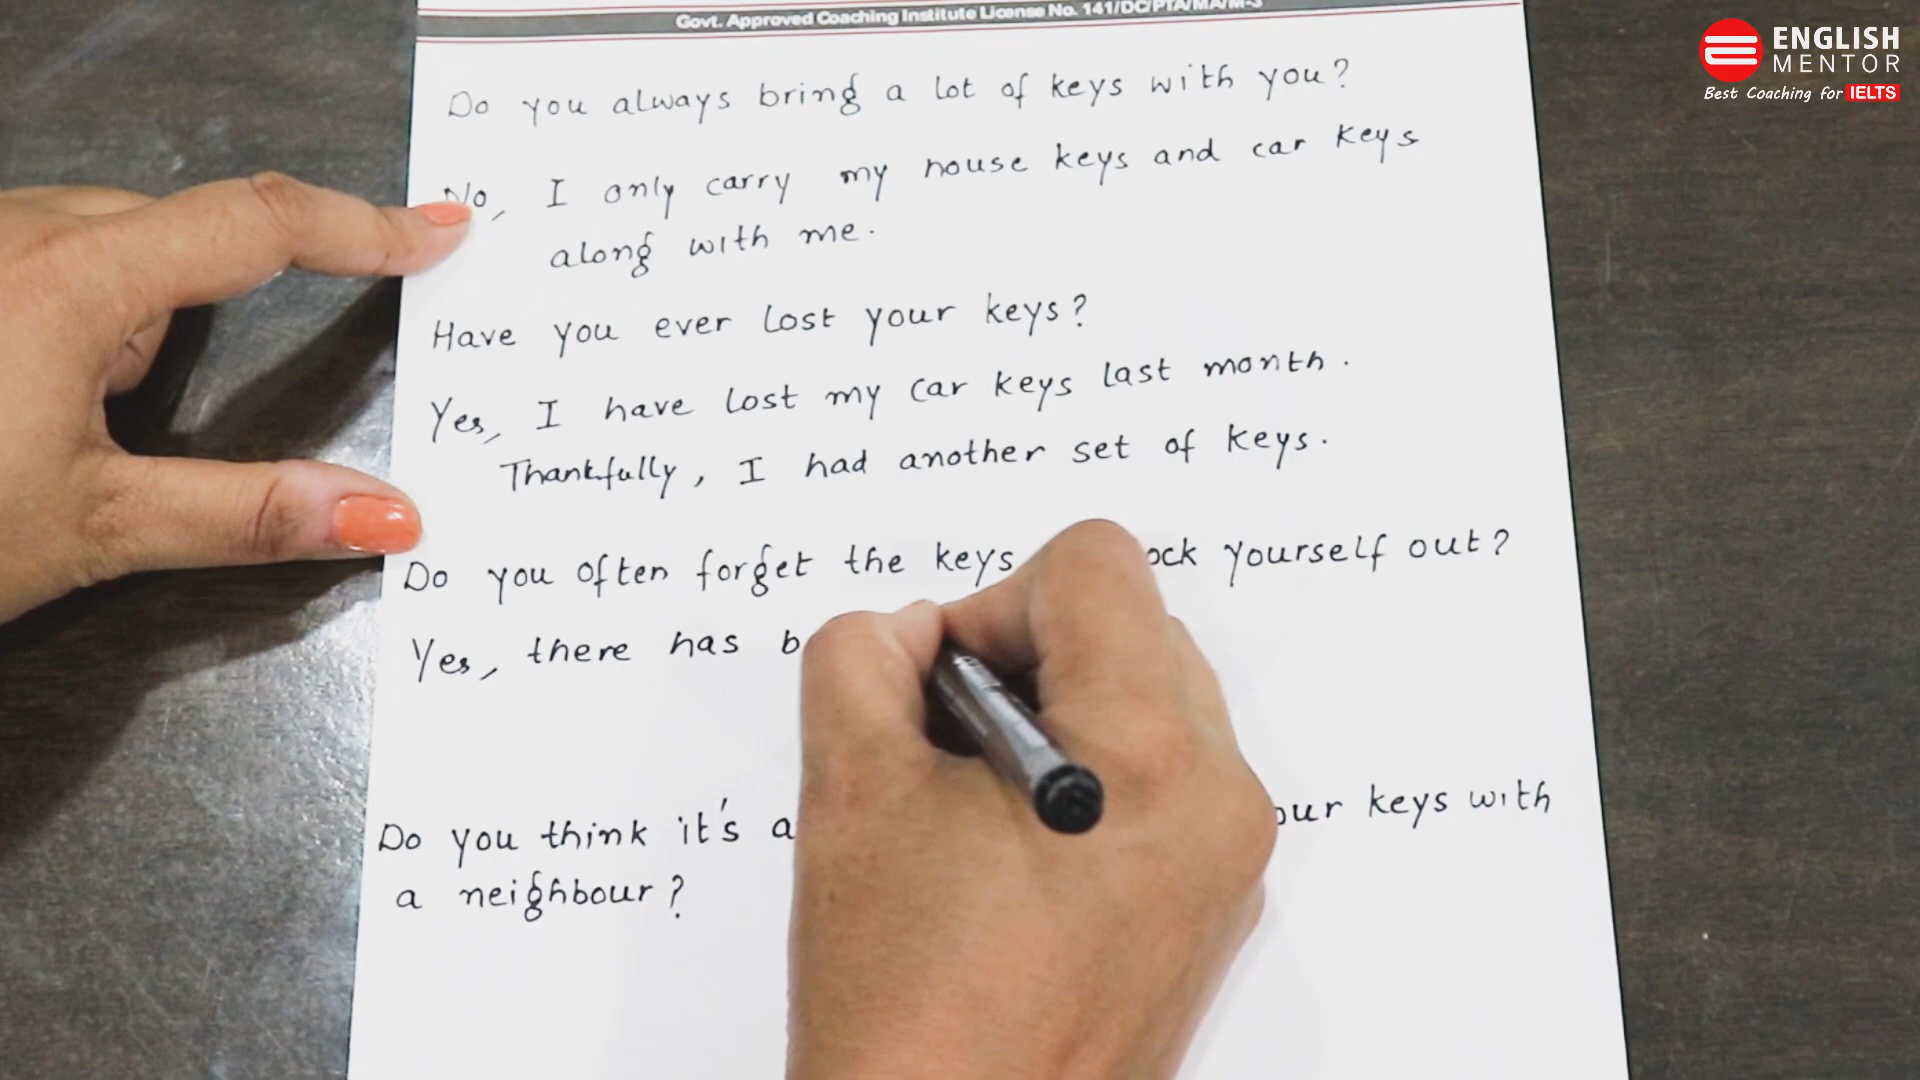 Govt. Approved Coaching Institute License No. 141/DC/PTA/MA/M-3
ENGLISH
MENTOR
Best Coaching for IELTS
Do you always bring a lot of keys with you?
No, I only carry my house keys and car keys
along with me.
Have you ever lost your keys?
Yes, I have lost my car keys last month.
Thankfully, I had another set of keys.
Do you often forget the keys yourself out?
Yes, there has
Do you think it's a keys with
a neighbour?